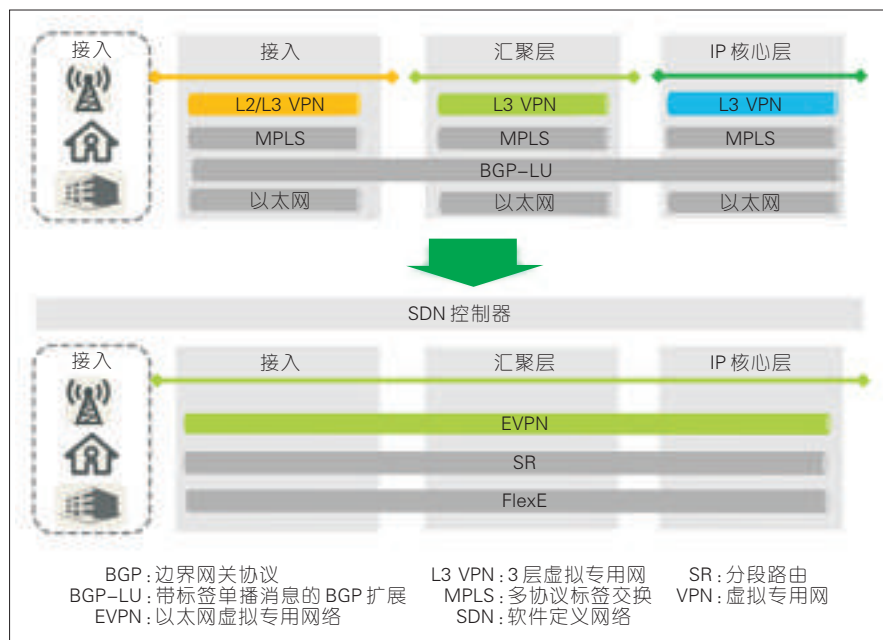 接入 接入 汇聚层 IP 核心层
L2/L3 VPN L3 VPN L3 VPN
MPLS MPLS MPLS
BGP-LU
以太网 以太网 以太网
SDN 控制器
接入 接入 汇聚层 IP 核心层
EVPN
SR
FlexE
BGP:边界网关协议 L3 VPN:3 层虚拟专用网 SR:分段路由
BGP-LU:带标签单播消息的 BGP 扩展 MPLS:多协议标签交换 VPN:虚拟专用网
EVPN:以太网虚拟专用网络 SDN:软件定义网络